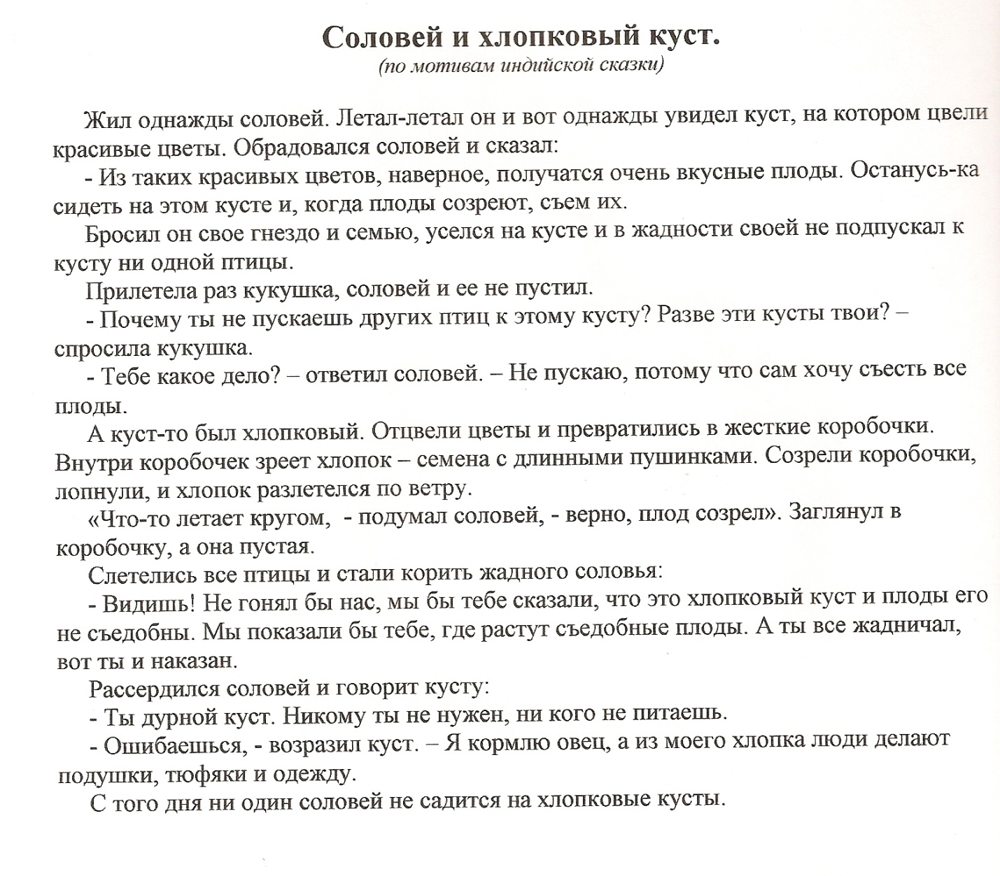 Соловей и хлопковый куст.
(по мотивам индийской сказки)
Жил однажды соловей. Летал-летал он и вот однажды увидел куст, на котором цвели
красивые цветы. Обрадовался соловей и сказал:
- Из таких красивых цветов, наверное, получатся очень вкусные плоды. Останусь-ка
сидеть на этом кусте и, когда плоды созреют, съем их.
Бросил он свое гнездо и семью, уселся на кусте и в жадности своей не подпускал к
кусту ни одной птицы.
Прилетела раз кукушка, соловей и ее не пустил.
- Почему ты не пускаешь других птиц к этому кусту? Разве эти кусты твои? –
спросила кукушка.
- Тебе какое дело? – ответил соловей. – Не пускаю, потому что сам хочу съесть все
плоды.
А куст-то был хлопковый. Отцвели цветы и превратились в жесткие коробочки.
Внутри коробочек зреет хлопок – семена с длинными пушинками. Созрели коробочки,
лопнули, и хлопок разлетелся по ветру.
«Что-то летает кругом,  - подумал соловей, - верно, плод созрел». Заглянул в
коробочку, а она пустая.
Слетелись все птицы и стали корить жадного соловья:
- Видишь! Не гонял бы нас, мы бы тебе сказали, что это хлопковый куст и плоды его
не съедобны. Мы показали бы тебе, где растут съедобные плоды. А ты все жадничал,
вот ты и наказан.
Рассердился соловей и говорит кусту:
- Ты дурной куст. Никому ты не нужен, ни кого не питаешь.
- Ошибаешься, - возразил куст. – Я кормлю овец, а из моего хлопка люди делают
подушки, тюфяки и одежду.
С того дня ни один соловей не садится на хлопковые кусты.